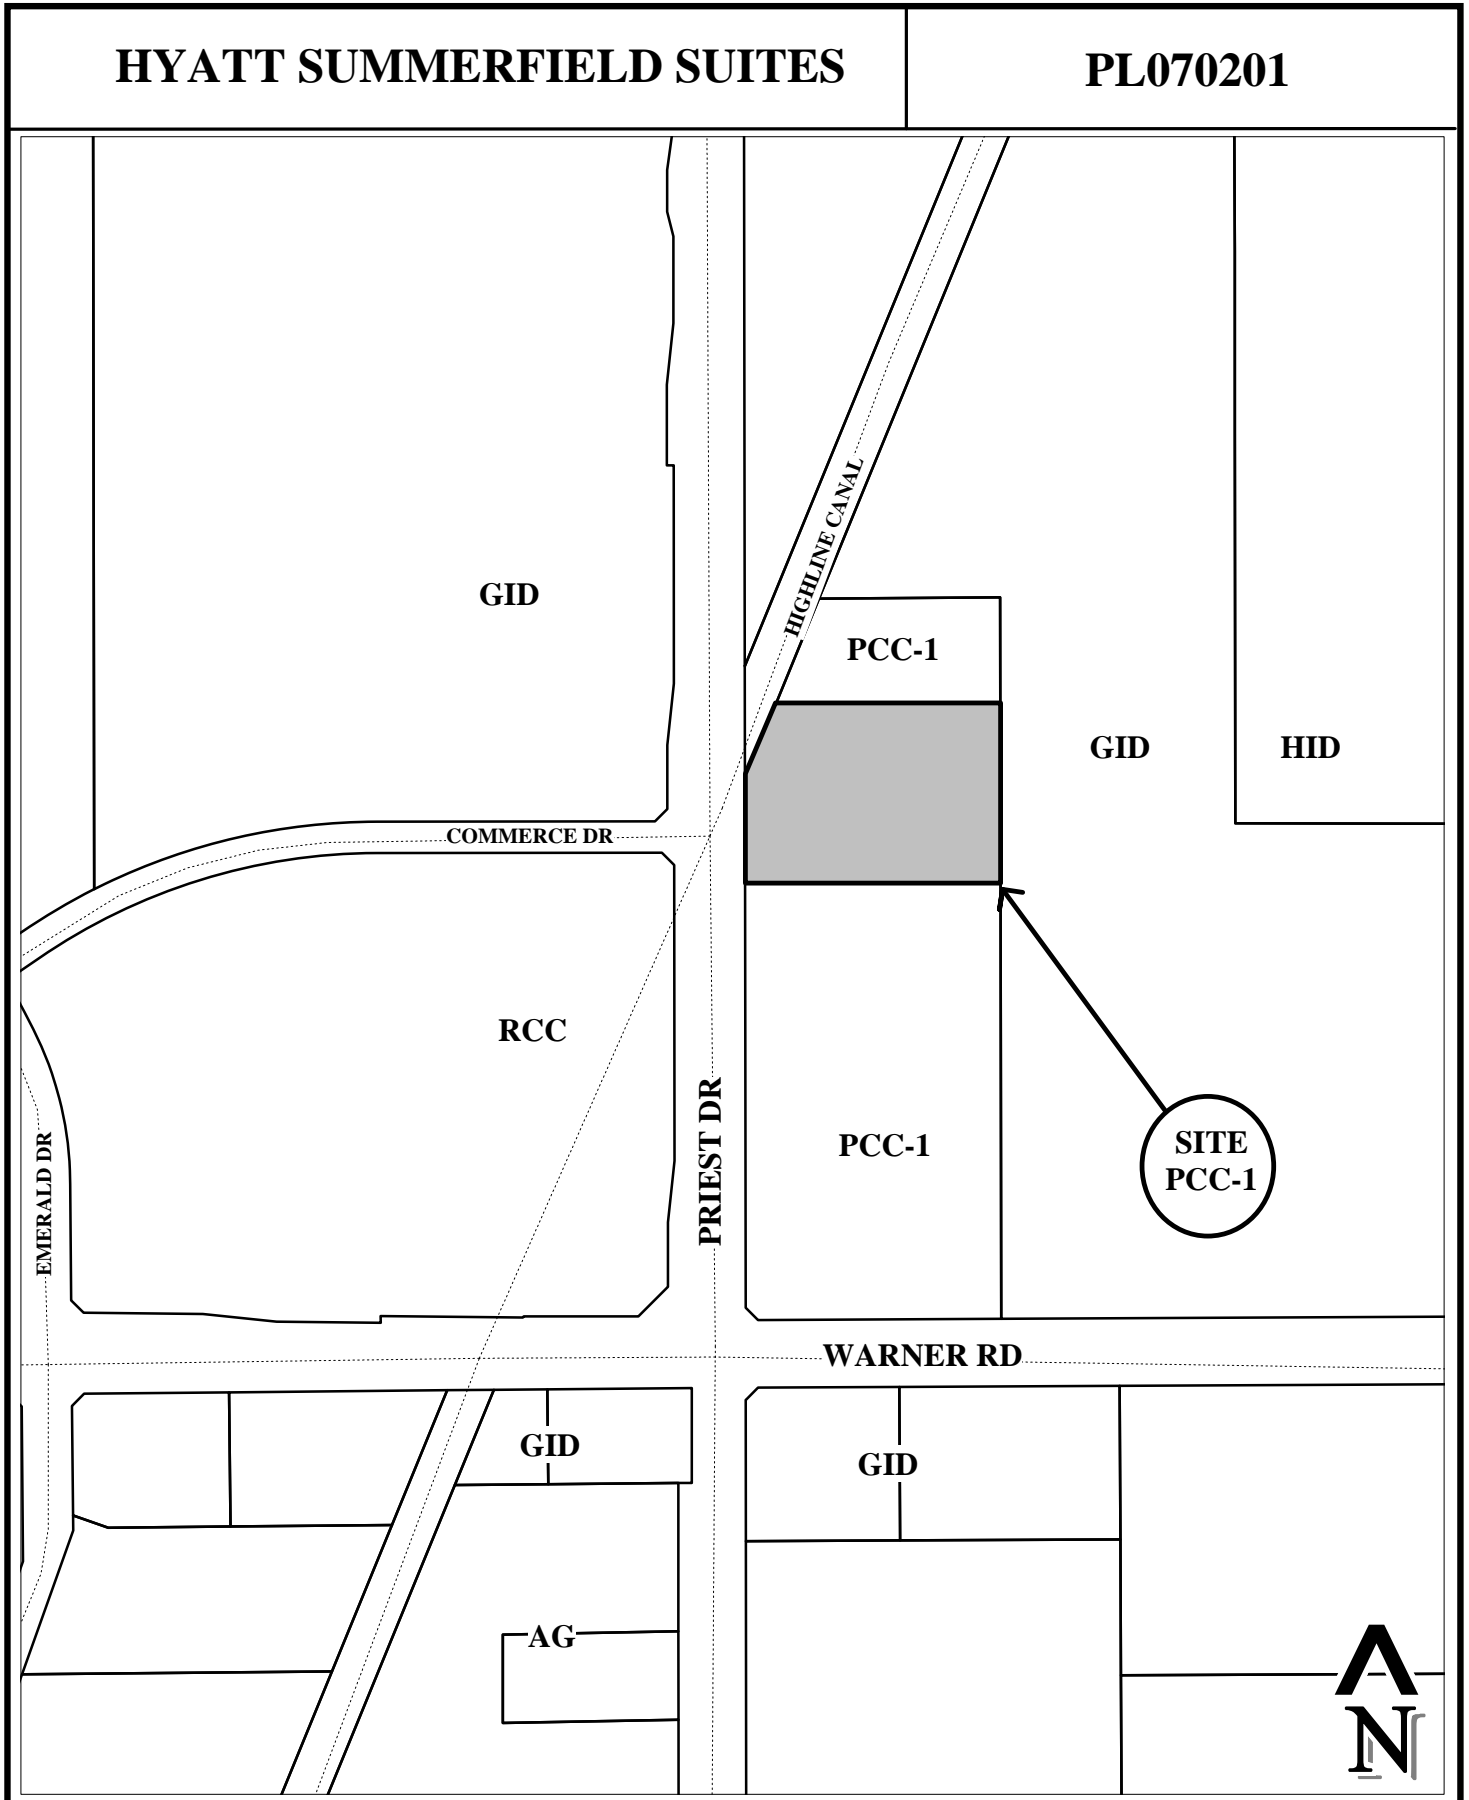 HYATT SUMMERFIELD SUITES
PL070201
HIGHLINE CANAL
GID
PCC-1
GID
HID
COMMERCE DR
RCC
PRIEST DR
PCC-1
SITE
PCC-1
EMERALD DR
WARNER RD
GID
GID
AG
N